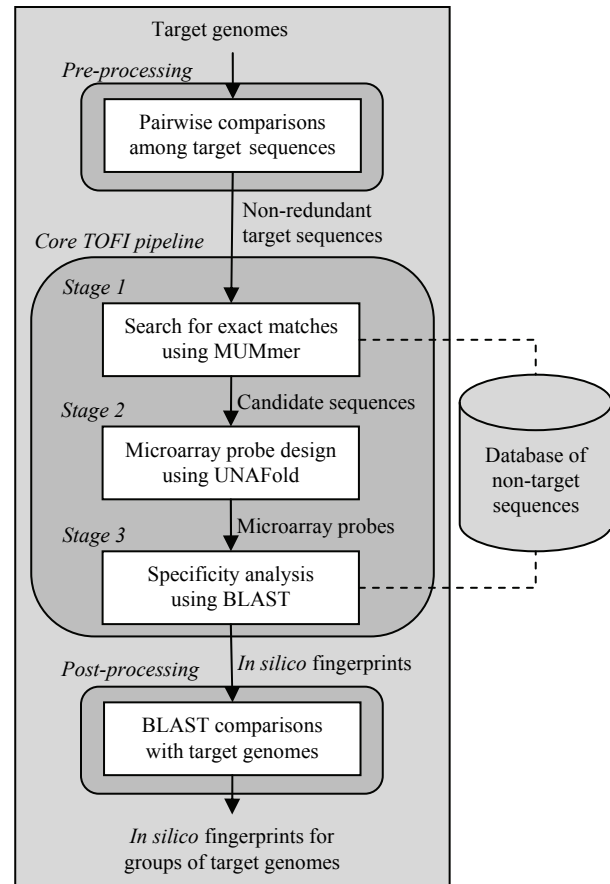 Target genomes
Pre-processing
Pairwise comparisons
among target sequences
Non-redundant
target sequences
Core TOFI pipeline
Stage 1
Search for exact matches
using MUMmer
Candidate sequences
Stage 2
Microarray probe design
using UNAFold
Microarray probes
Stage 3
Specificity analysis
using BLAST
Database of
non-target
sequences
In silico fingerprints
Post-processing
BLAST comparisons
with target genomes
In silico fingerprints for
groups of target genomes